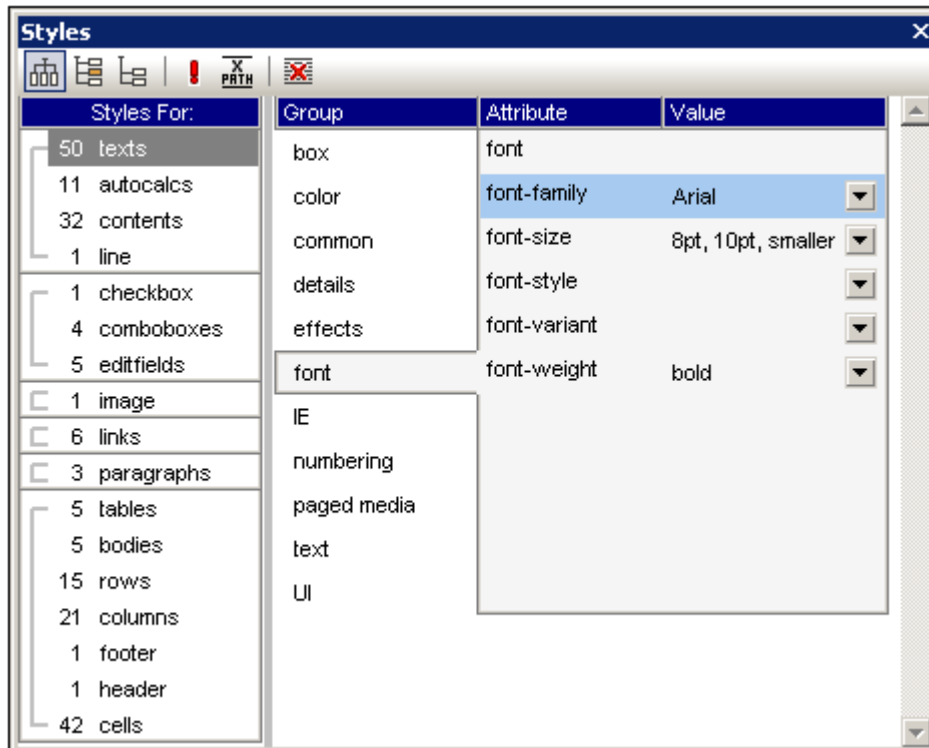 Styles
X
PATH
Styles For:
50 texts
11 autocalcs
32 contents
1 line
1 checkbox
4 comboboxes
5 editfields
1 image
6 links
3 paragraphs
5 tables
5 bodies
15 rows
21 columns
1 footer
1 header
42 cells
Group
box
color
common
details
effects
font
IE
numbering
paged media
text
UI
Attribute Value
font
font-family Arial
font-size 8pt, 10pt, smaller
font-style
font-variant
font-weight bold